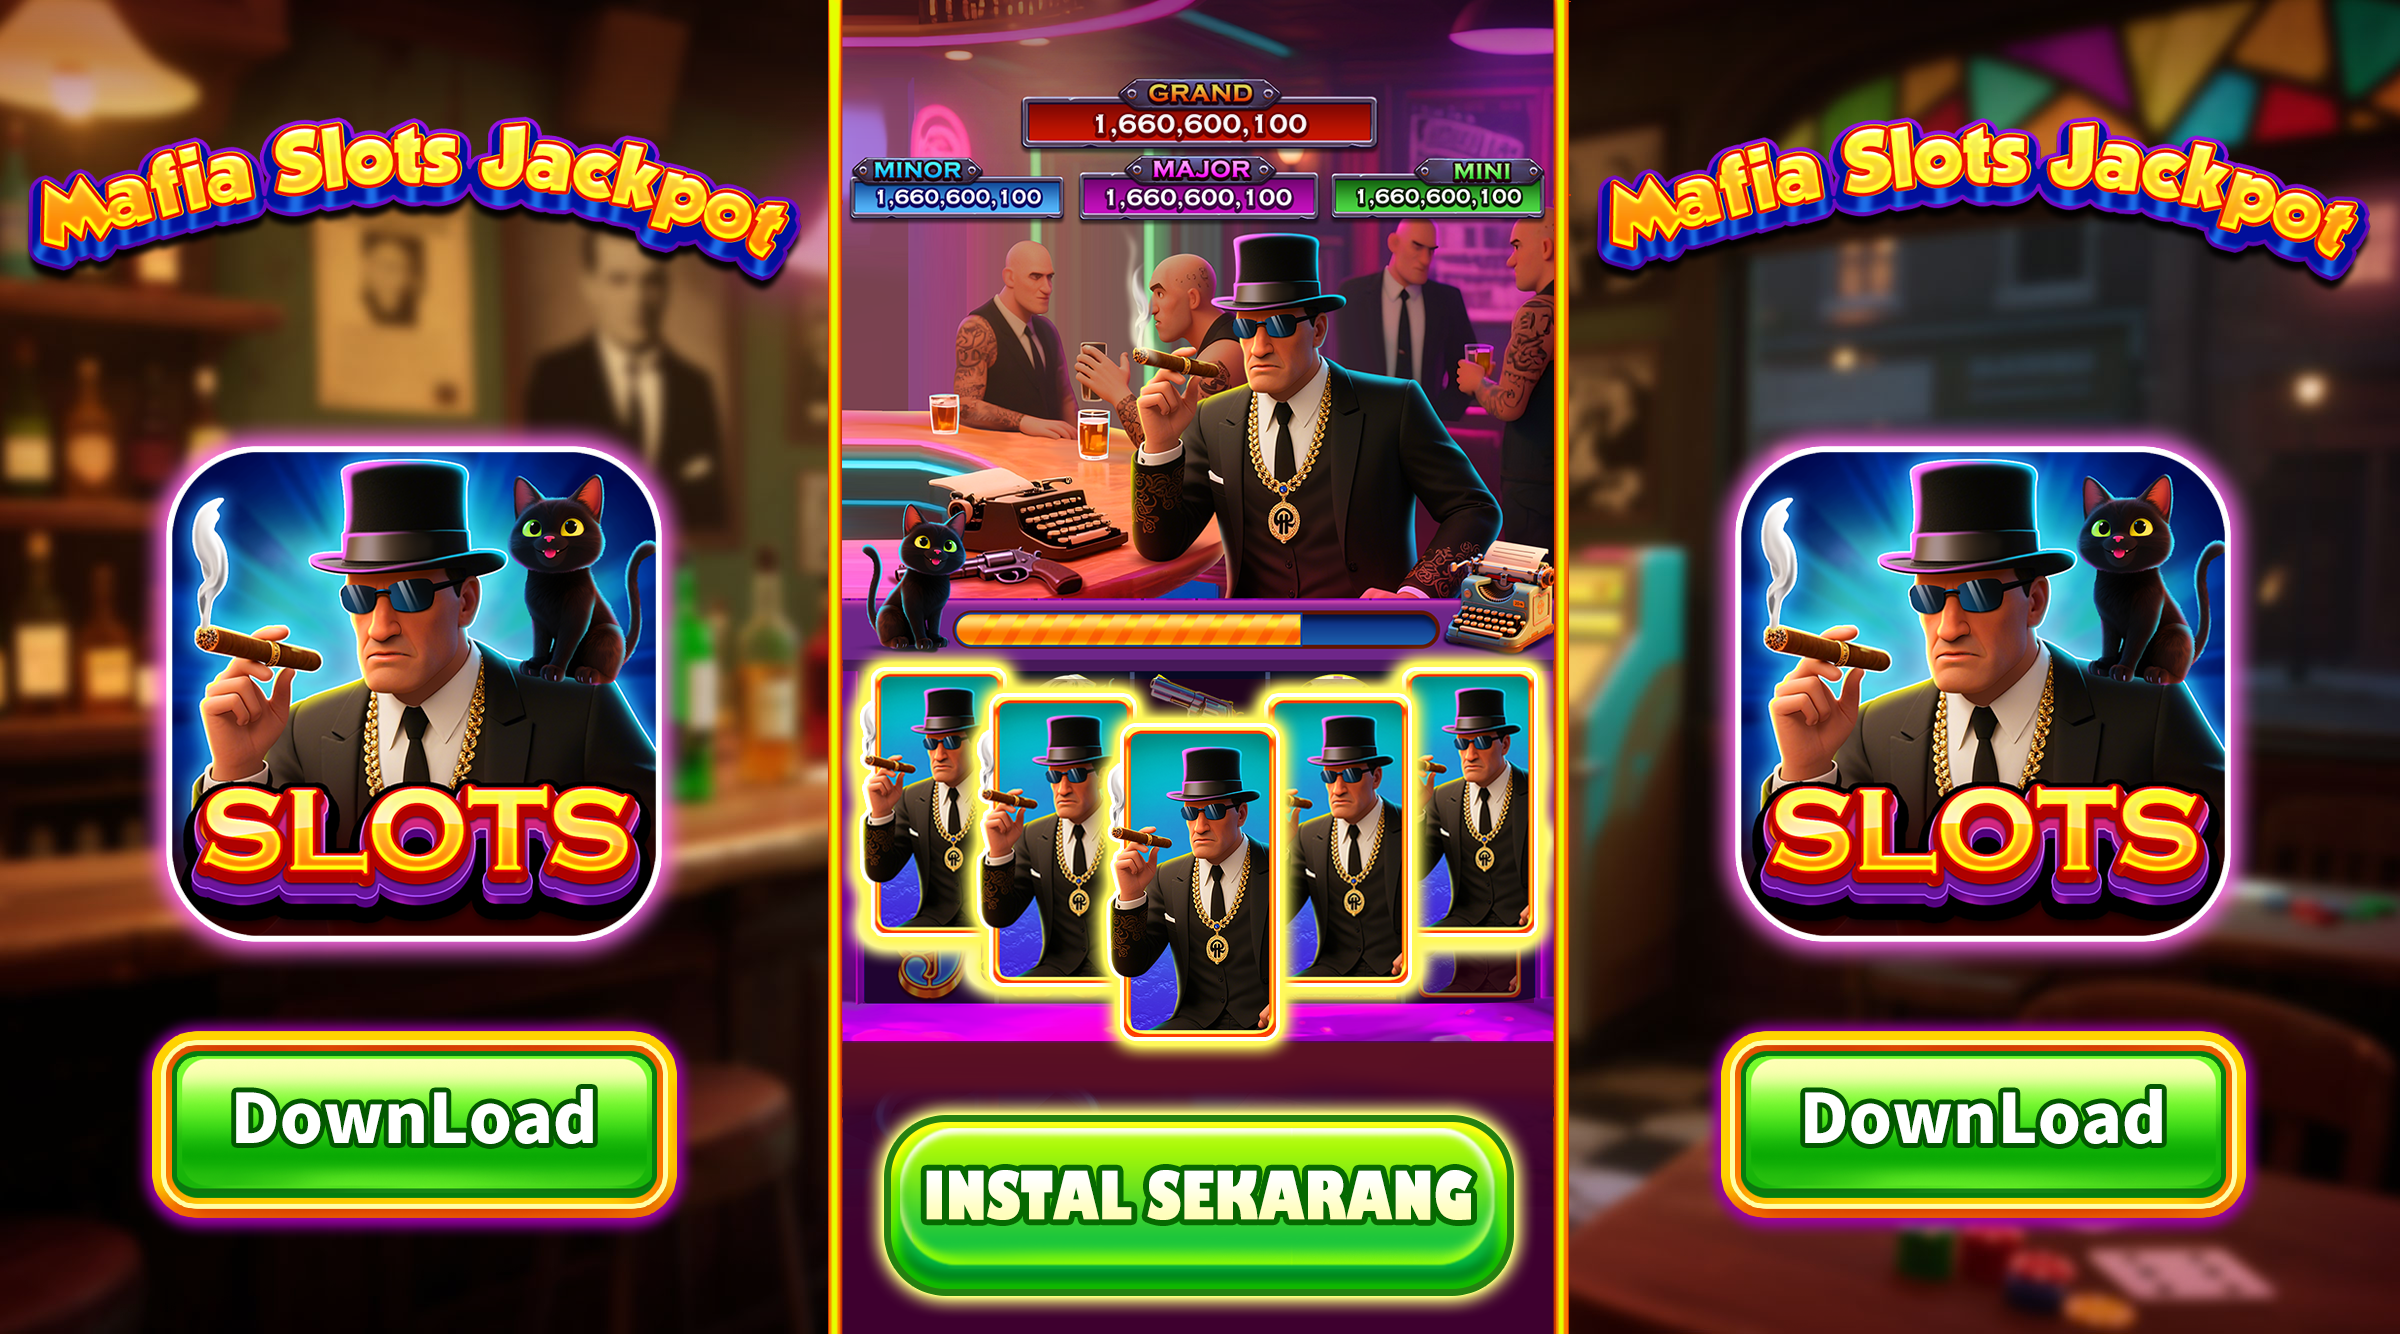 Mafia Slots Jackpot
SLOTS
DownLoad
GRAND
1,660,600,100
MINOR
1,660,600,100
MAJOR
1,660,600,100
MINI
1,660,600,100
INSTAL SEKARANG
Mafia Slots Jackpot
SLOTS
DownLoad